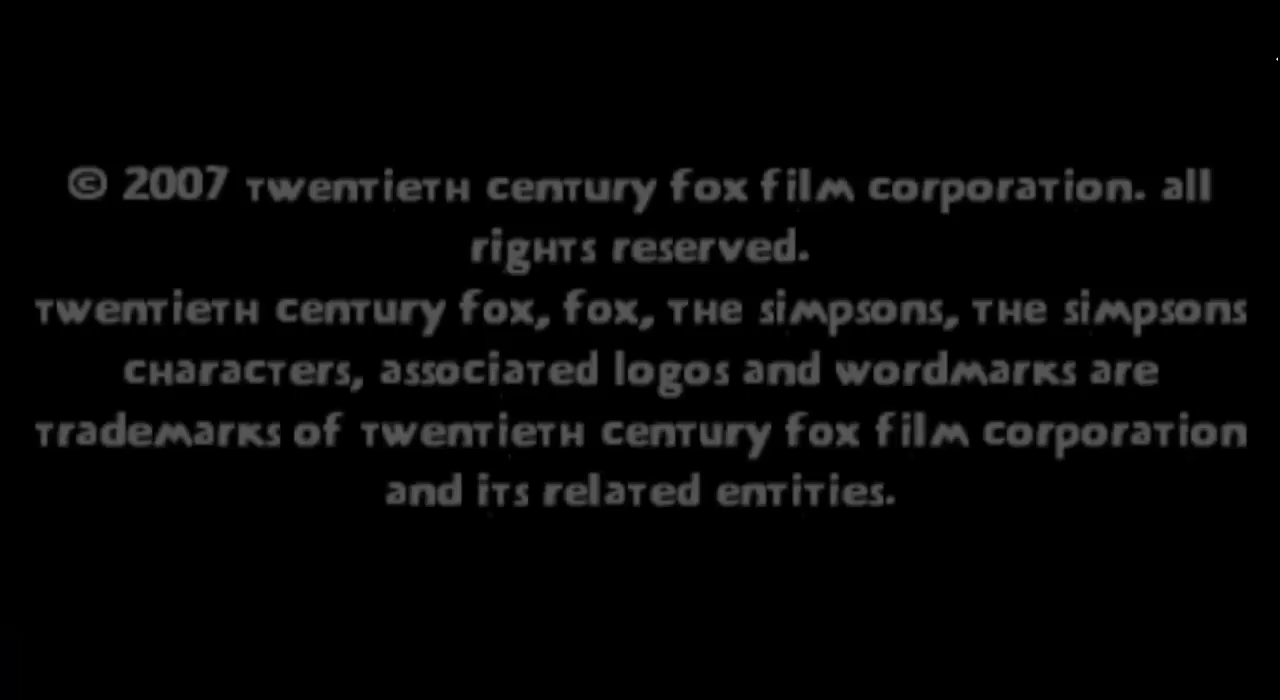 © 2007 twentieth century fox film corporation. all
rights reserved.
twentieth century fox, fox, the simpsons, the simpsons
characters, associated logos and wordmarks are
trademarks of twentieth century fox film corporation
and its related entities.